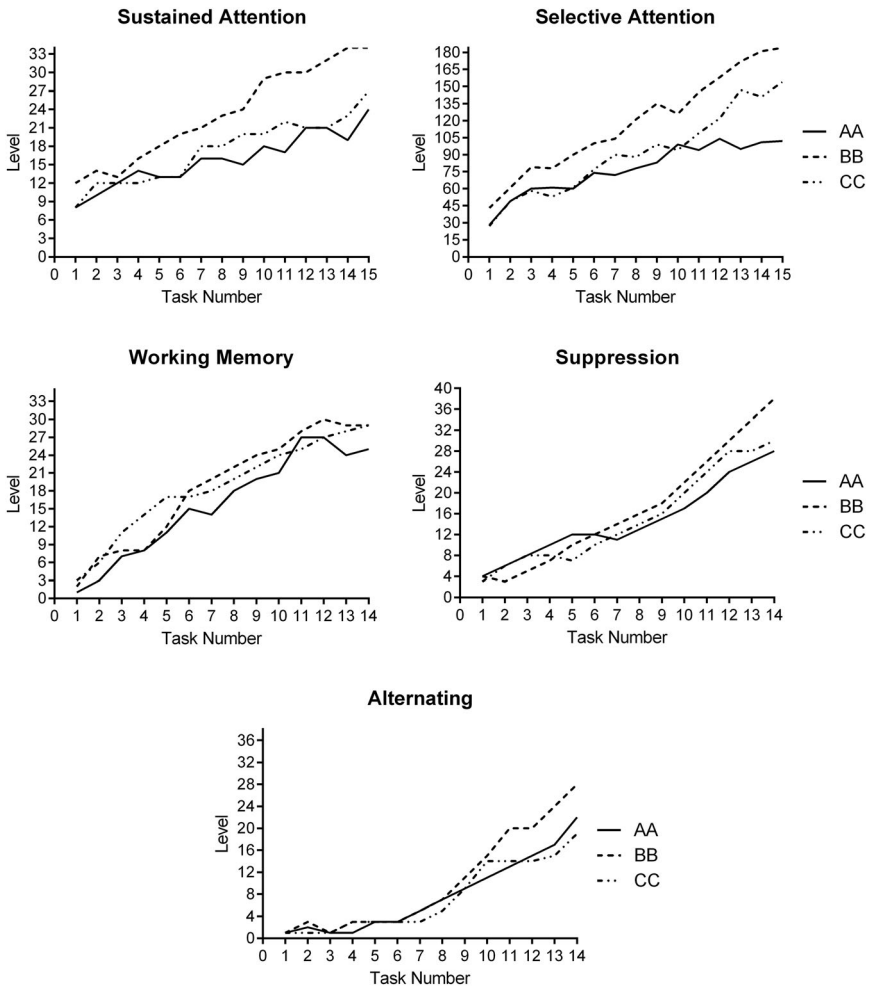 Sustained Attention
Level
33
30
27
24
21
18
15
12
9
6
3
0
0 1 2 3 4 5 6 7 8 9 10 11 12 13 14 15
Task Number
Selective Attention
Level
180
165
150
135
120
105
90
75
60
45
30
15
0
0 1 2 3 4 5 6 7 8 9 10 11 12 13 14 15
Task Number
AA
BB
CC
Working Memory
Level
33
30
27
24
21
18
15
12
9
6
3
0
0 1 2 3 4 5 6 7 8 9 10 11 12 13 14
Task Number
Suppression
Level
40
36
32
28
24
20
16
12
8
4
0
0 1 2 3 4 5 6 7 8 9 10 11 12 13 14
Task Number
AA
BB
CC
Alternating
Level
36
32
28
24
20
16
12
8
4
0
0 1 2 3 4 5 6 7 8 9 10 11 12 13 14
Task Number
AA
BB
CC